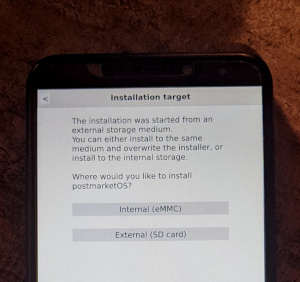 <
Installation target
The installation was started from an
external storage medium.
You can either install to the same
medium and overwrite the installer, or
install to the internal storage.
Where would you like to install
postmarketOS?
Internal (eMMC)
External (SD card)